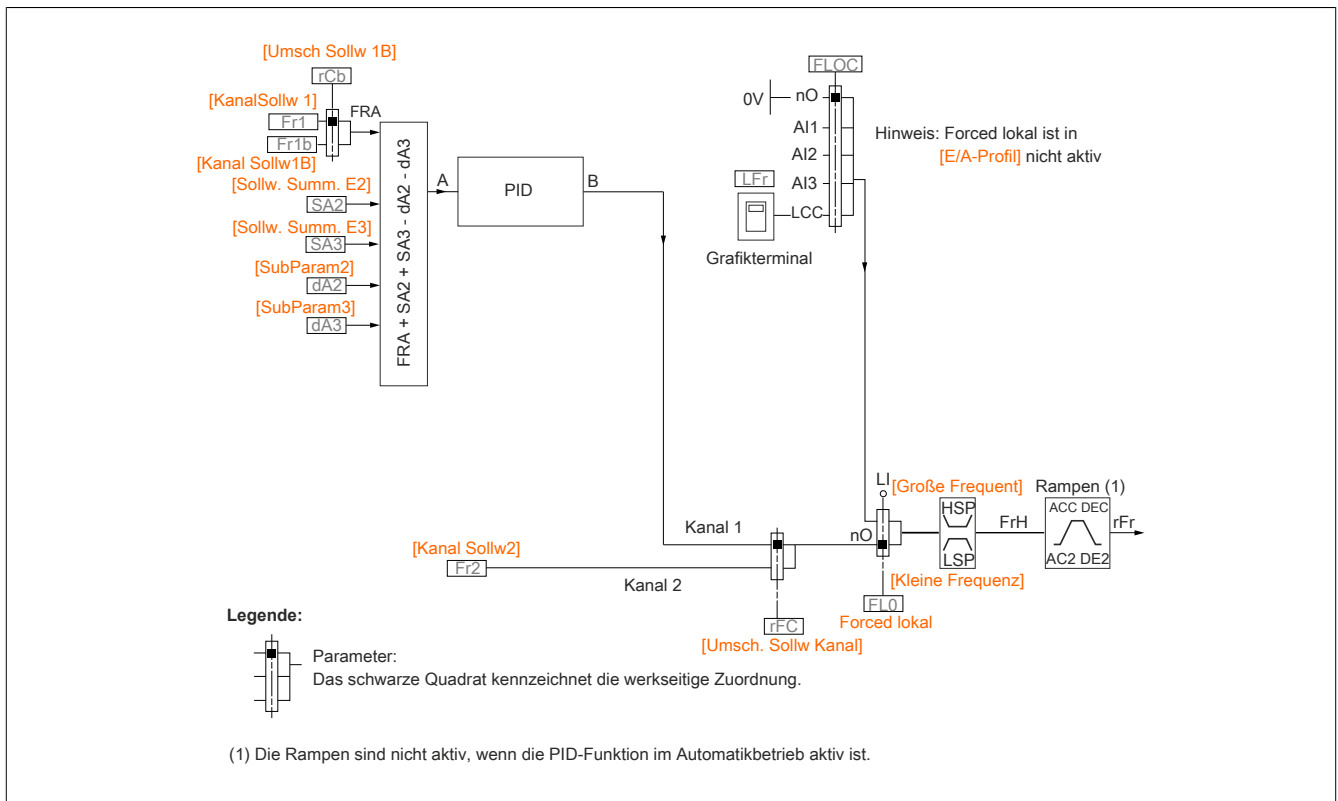 [Umsch Sollw 1B]
rCb
[KanalSollw 1]
FRA
Fr1
Fr1b
[Kanal Sollw1B]
[Sollw. Summ. E2]
SA2
[Sollw. Summ. E3]
SA3
[SubParam2]
dA2
[SubParam3]
dA3
FRA + SA2 + SA3 - dA2 - dA3
A
PID
B
FLOC
0V
nO
AI1
AI2
AI3
LCC
LFr
Grafikterminal
Hinweis: Forced lokal ist in
[E/A-Profil] nicht aktiv
LI
[Große Frequent]
Rampen (1)
HSP
LSP
FrH
ACC DEC
AC2 DE2
rFr
Kanal 1
nO
[Kanal Sollw2]
Fr2
Kanal 2
[Kleine Frequenz]
FL0
Forced lokal
rFC
[Umsch. Sollw Kanal]
Legende:
Parameter:
Das schwarze Quadrat kennzeichnet die werkseitige Zuordnung.
(1) Die Rampen sind nicht aktiv, wenn die PID-Funktion im Automatikbetrieb aktiv ist.